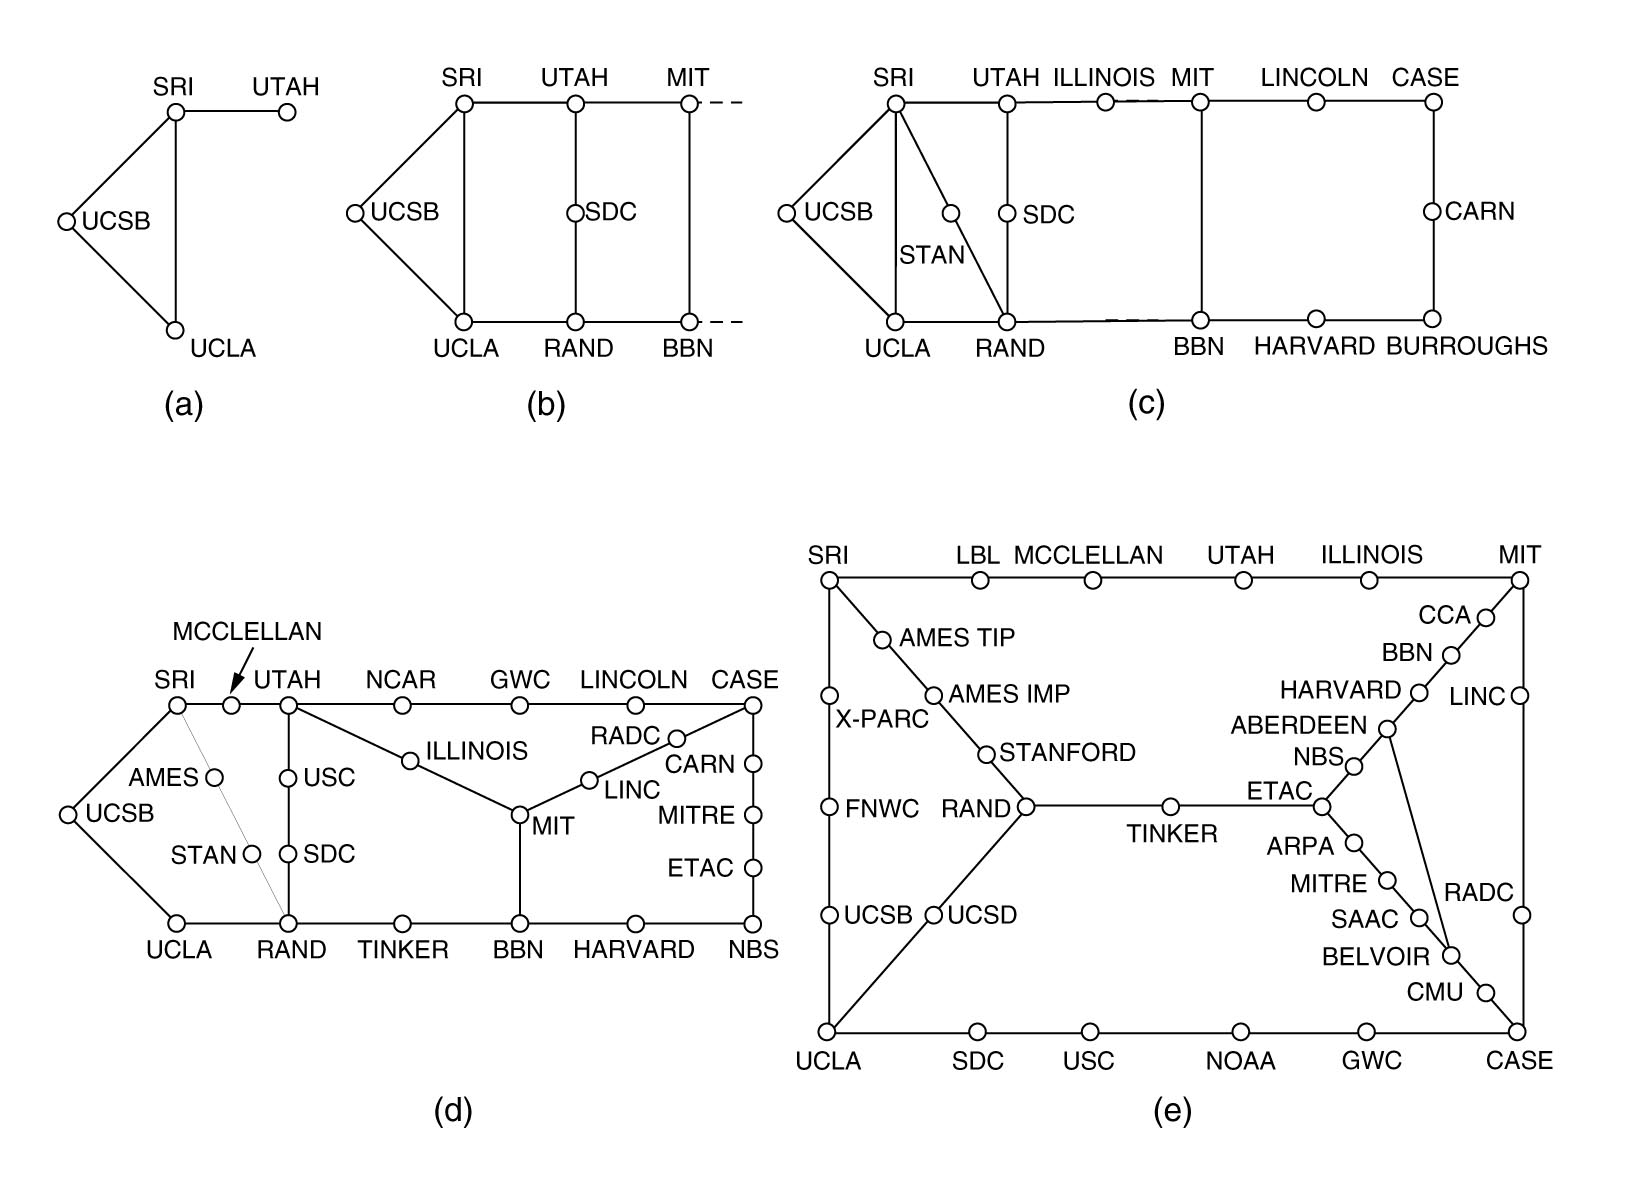 SRI UTAH
UCSB
UCLA
(a)
SRI UTAH MIT
UCSB SDC
UCLA RAND BBN
(b)
SRI UTAH ILLINOIS MIT LINCOLN CASE
UCSB SDC CARN
STAN
UCLA RAND BBN HARVARD BURROUGHS
(c)
MCCLELLAN
SRI UTAH NCAR GWC LINCOLN CASE
RADC
ILLINOIS
CARN
AMES USC
LINC
UCSB MIT MITRE
STAN SDC
ETAC
UCLA RAND TINKER BBN HARVARD NBS
(d)
SRI LBL MCCLELLAN UTAH ILLINOIS MIT
CCA
AMES TIP
BBN
AMES IMP HARVARD LINC
X-PARC ABERDEEN
STANFORD NBS
ETAC
FNWC RAND
TINKER
ARPA
MITRE
RADC
UCSB UCSD SAAC
BELVOIR
CMU
UCLA SDC USC NOAA GWC CASE
(e)